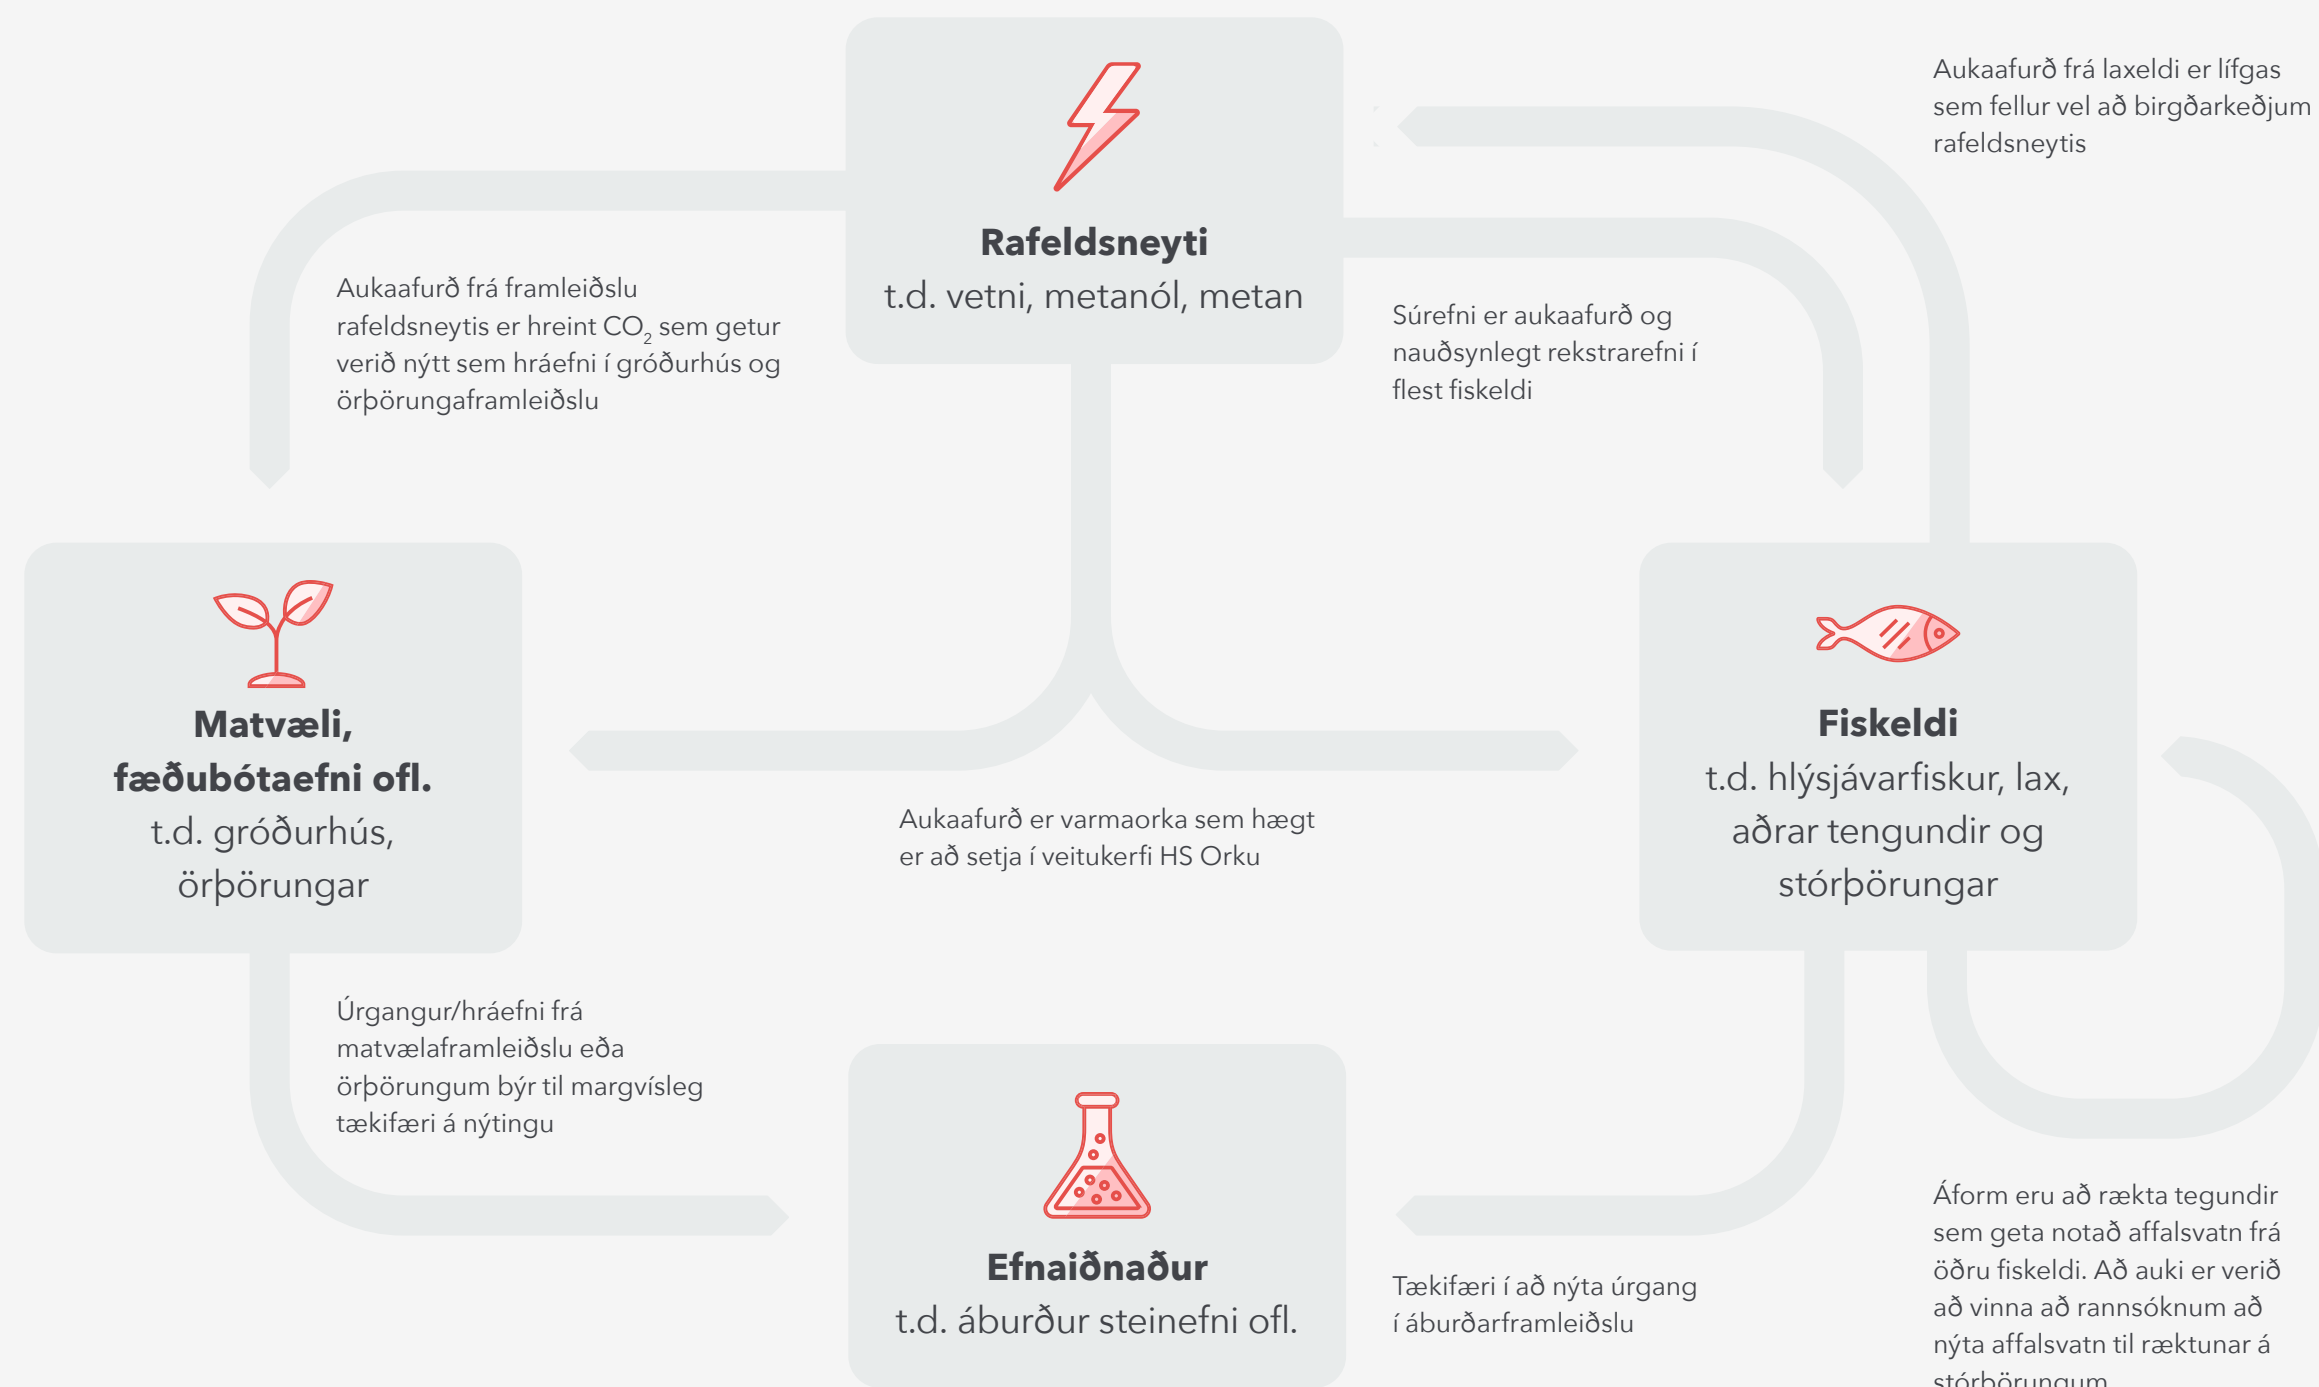 Aukaafurð frá laxeldi er lífgas
sem fellur vel að birgðarkeðjum
rafeldsneytis
Rafeldsneyti
t.d. vetni, metanól, metan
Aukaafurð frá framleiðslu
rafeldsneytis er hreint CO₂ sem getur
verið nýtt sem hráefni í gróðurhús og
örþörungaframleiðslu
Súrefni er aukaafurð og
nauðsynlegt rekstrarefni í
flest fiskeldi
Matvæli,
fæðubótaefni ofl.
t.d. gróðurhús,
örþörungar
Fiskeldi
t.d. hlýsjávarfiskur, lax,
aðrar tengundir og
stórþörungar
Aukaafurð er varmaorka sem hægt
er að setja í veitukerfi HS Orku
Úrgangur/hráefni frá
matvælaframleiðslu eða
örþörungum býr til margvísleg
tækifæri á nýtingu
Efnaiðnaður
t.d. áburður steinefni ofl.
Tækifæri í að nýta úrgang
í áburðarframleiðslu
Áform eru að rækta tegundir
sem geta notað affalsvatn frá
öðru fiskeldi. Að auki er verið
að vinna að rannsóknum að
nýta affalsvatn til ræktunar á
stórþörungum